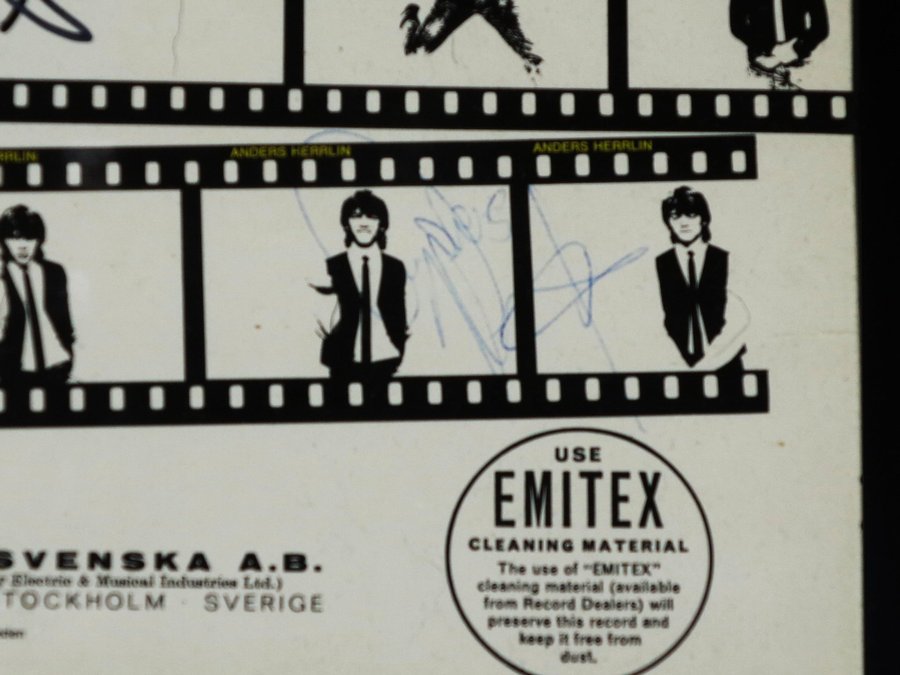 ANDERS HERRLIN
ANDERS HERRLIN
USE
EMITEX
CLEANING MATERIAL
The use of "EMITEX"
cleaning material (available
from Record Dealers) will
preserve this record and
keep it free from
dust.
SVENSKA A.B.
Electric & Musical Industries Ltd.)
TOCKHOLM · SVERIGE